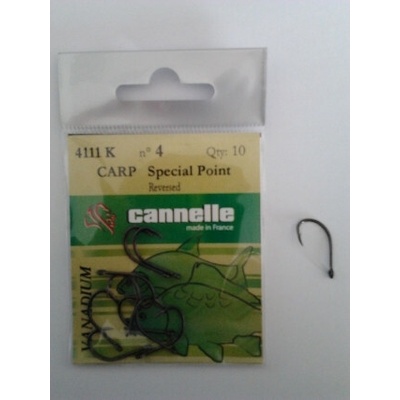 4111 K n° 4 Qty: 10
CARP Special Point
Reversed
cannelle
made in France
VANADIUM